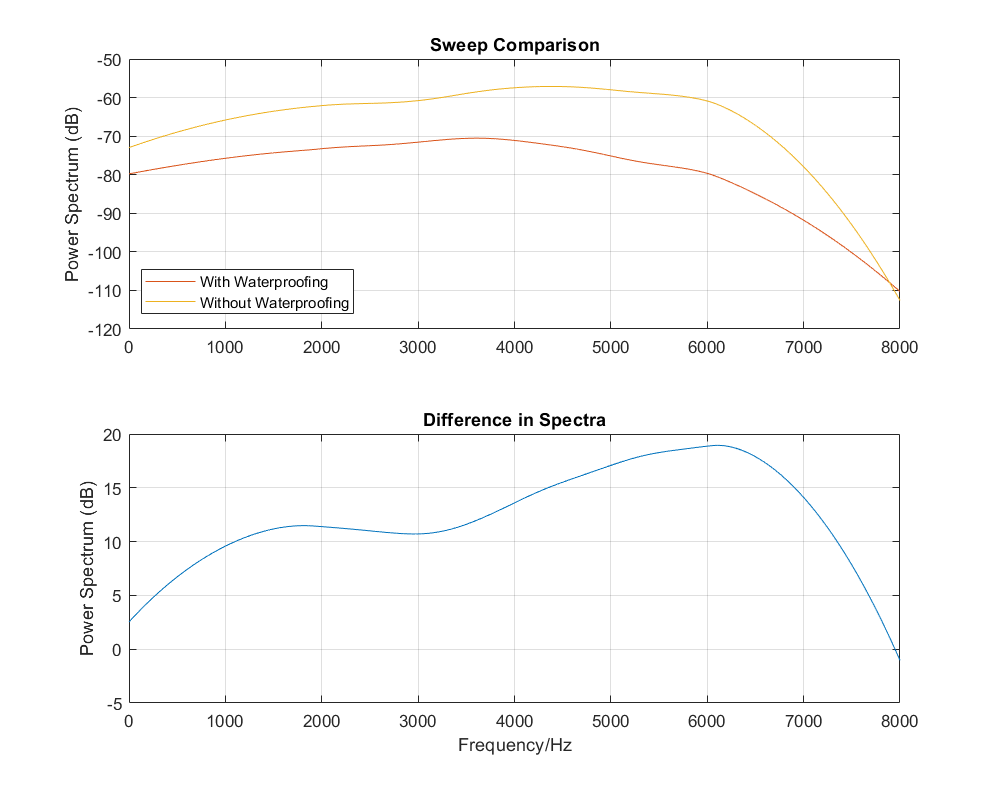 Sweep Comparison
-50
-60
-70
-80
-90
-100
-110
-120
Power Spectrum (dB)
With Waterproofing
Without Waterproofing
0 1000 2000 3000 4000 5000 6000 7000 8000
Difference in Spectra
20
15
10
5
0
-5
Power Spectrum (dB)
0 1000 2000 3000 4000 5000 6000 7000 8000
Frequency/Hz